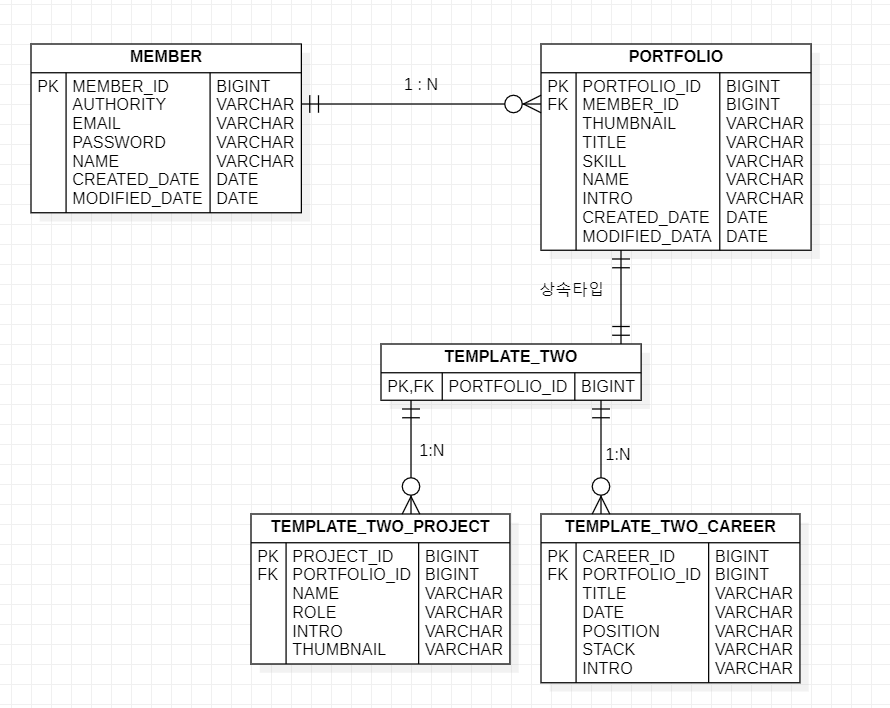 MEMBER
PK MEMBER_ID BIGINT
AUTHORITY VARCHAR
EMAIL VARCHAR
PASSWORD VARCHAR
NAME VARCHAR
CREATED_DATE DATE
MODIFIED_DATE DATE
1 : N
PORTFOLIO
PK PORTFOLIO_ID BIGINT
FK MEMBER_ID BIGINT
THUMBNAIL VARCHAR
TITLE VARCHAR
SKILL VARCHAR
NAME VARCHAR
INTRO VARCHAR
CREATED_DATE DATE
MODIFIED_DATA DATE
상속타입
TEMPLATE_TWO
PK,FK PORTFOLIO_ID BIGINT
1:N
1:N
TEMPLATE_TWO_PROJECT
PK PROJECT_ID BIGINT
FK PORTFOLIO_ID BIGINT
NAME VARCHAR
ROLE VARCHAR
INTRO VARCHAR
THUMBNAIL VARCHAR
TEMPLATE_TWO_CAREER
PK CAREER_ID BIGINT
FK PORTFOLIO_ID BIGINT
TITLE VARCHAR
DATE VARCHAR
POSITION VARCHAR
STACK VARCHAR
INTRO VARCHAR